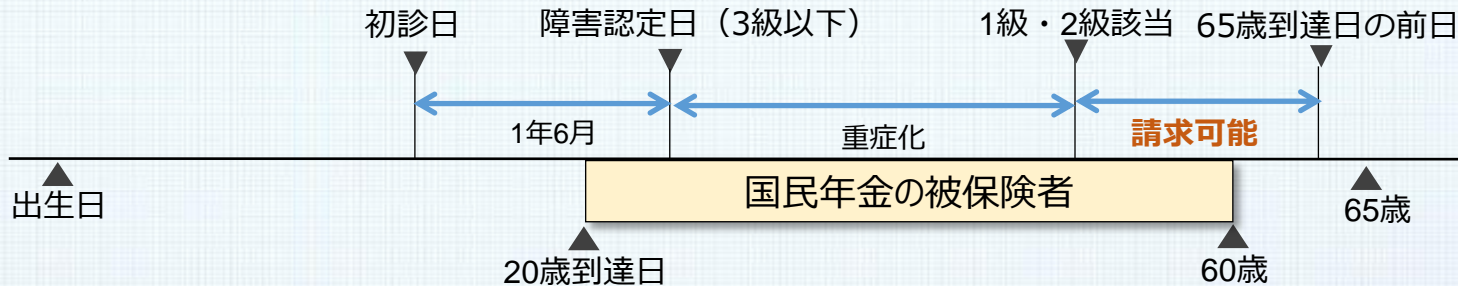 初診日
障害認定日（3級以下）
1級・2級該当
65歳到達日の前日
1年6月
重症化
請求可能
国民年金の被保険者
出生日
65歳
20歳到達日
60歳